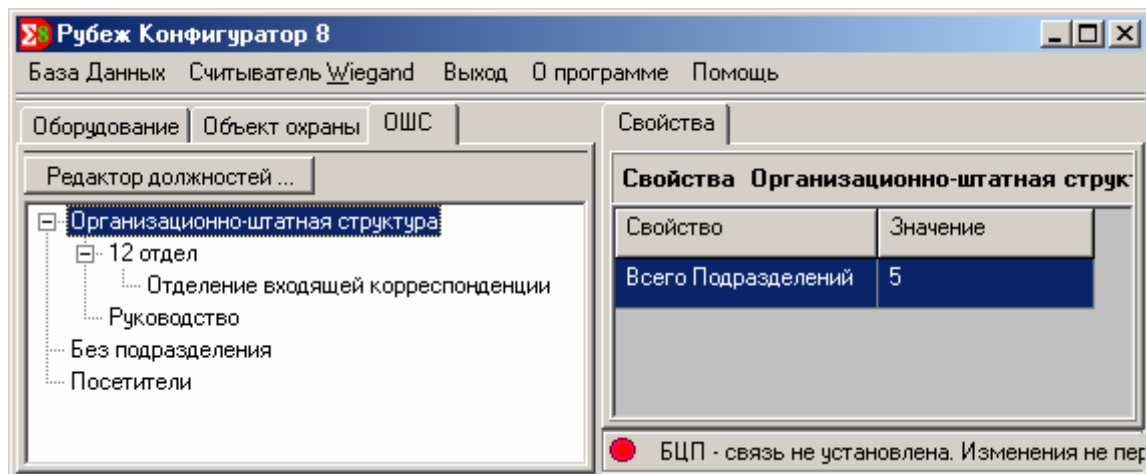 Рубеж Конфигуратор 8
База Данных Считыватель Wiegand Выход О программе Помощь
Оборудование Объект охраны ОШС
Редактор должностей ...
Организационно-штатная структура
12 отдел
Отделение входящей корреспонденции
Руководство
Без подразделения
Посетители
Свойства
Свойства Организационно-штатная струк
Свойство Значение
Всего Подразделений 5
БЦП - связь не установлена. Изменения не пер